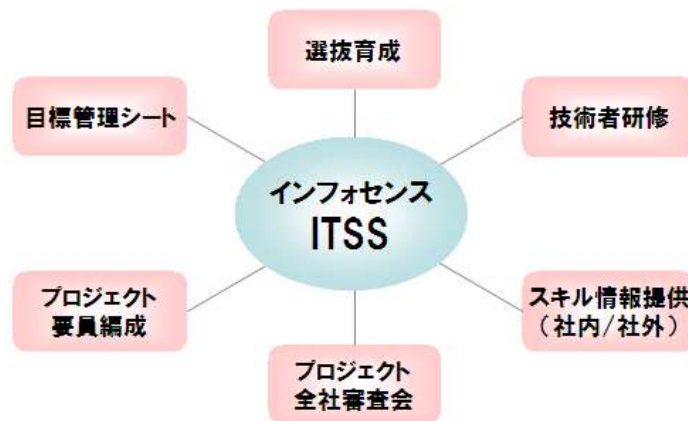 選抜育成
目標管理シート
技術者研修
インフォセンス
ITSS
プロジェクト
要員編成
スキル情報提供
（社内/社外）
プロジェクト
全社審査会